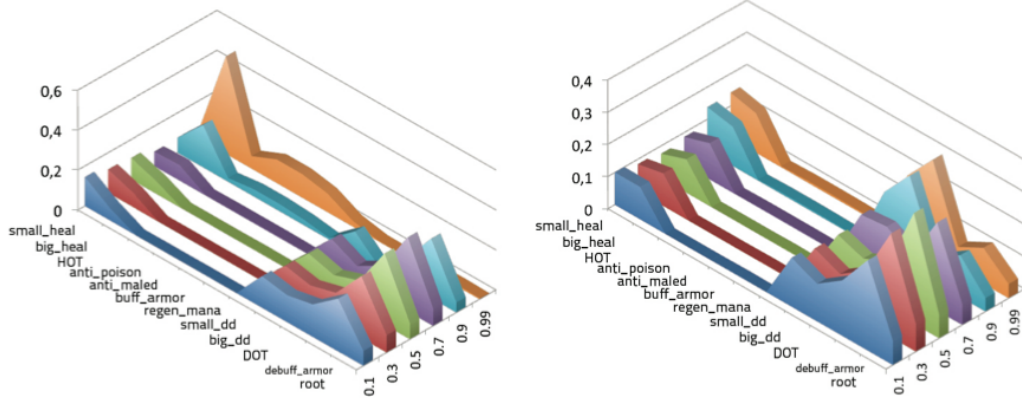 0,6
0,4
0,2
0
small_heal
big_heal
HOT
anti_poison
anti_maled
buff_armor
regen_mana
small_dd
big_dd
DOT
debuff_armor
root
0.1
0.3
0.5
0.7
0.9
0.99
0,4
0,3
0,2
0,1
0
small_heal
big_heal
HOT
anti_poison
anti_maled
buff_armor
regen_mana
small_dd
big_dd
DOT
debuff_armor
root
0.1
0.3
0.5
0.7
0.9
0.99